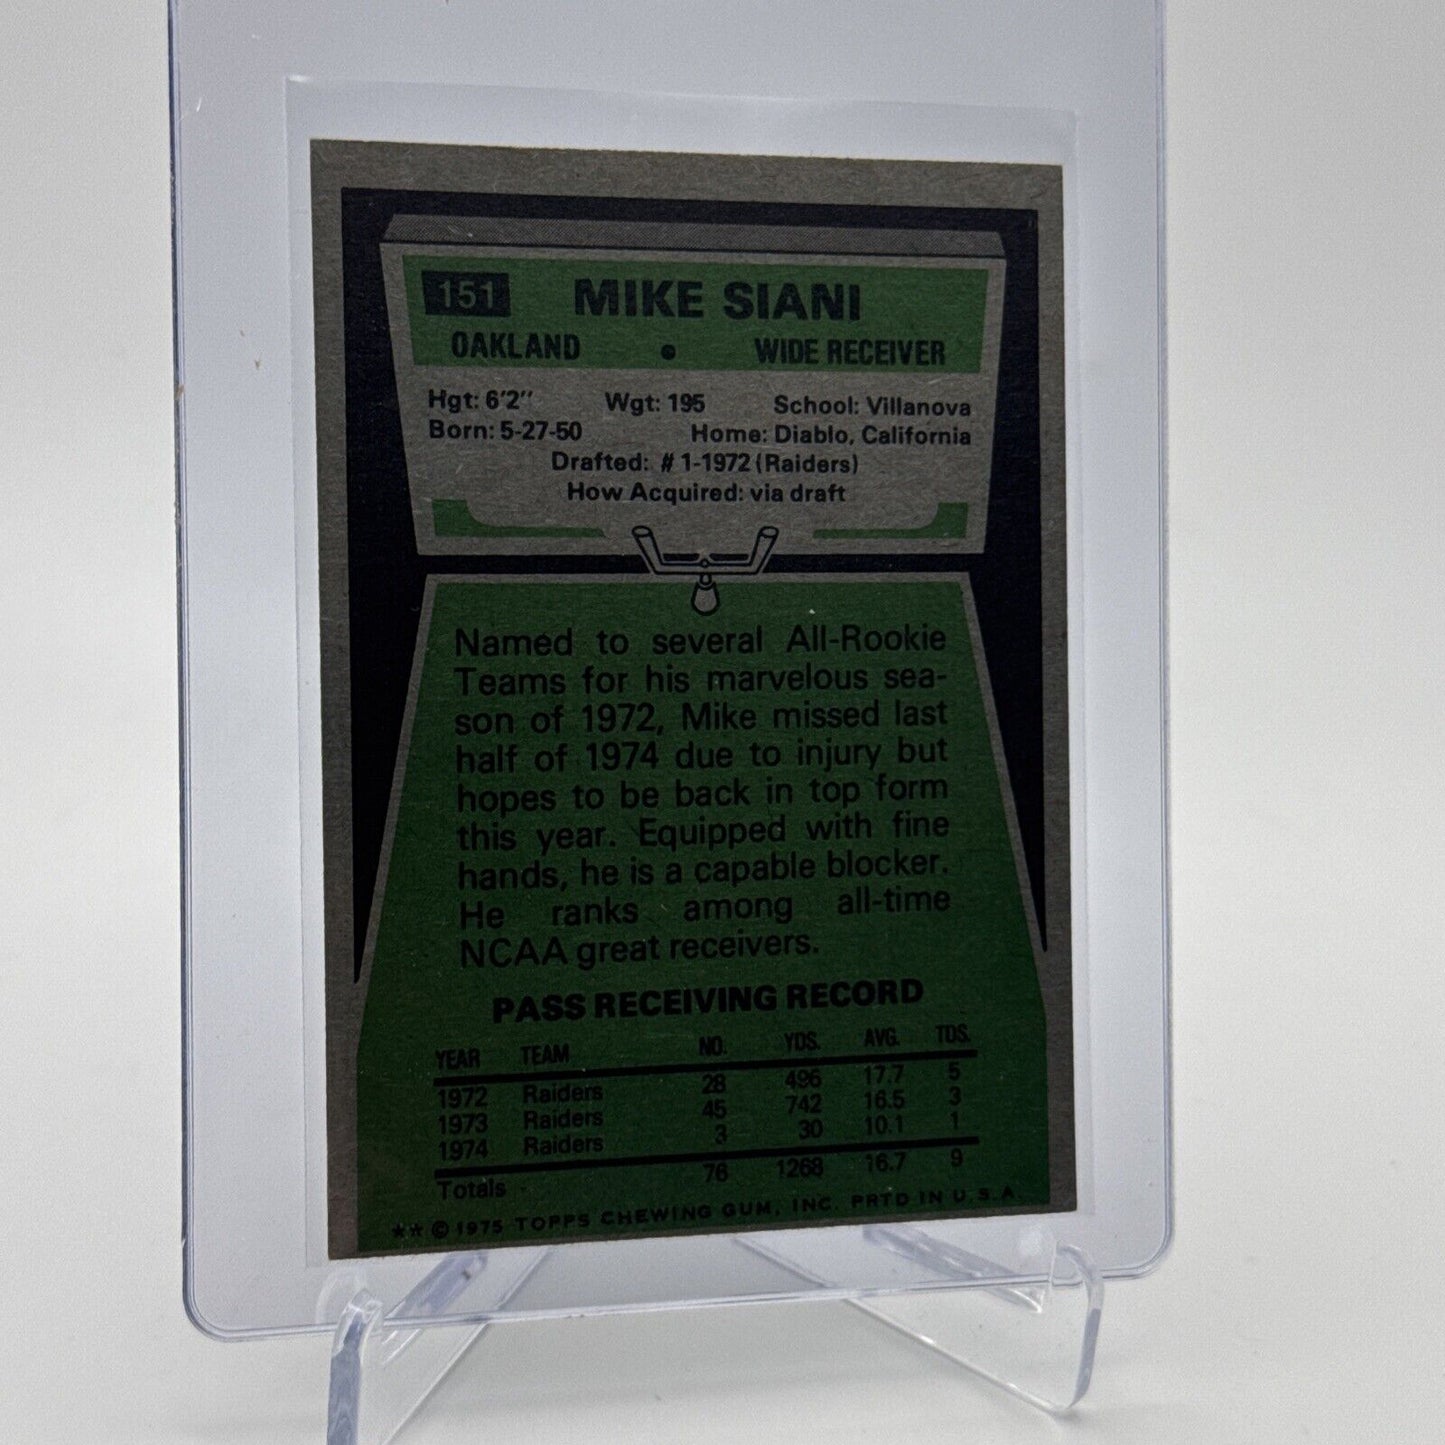 151 MIKE SIANI
OAKLAND • WIDE RECEIVER
Hgt: 6'2" Wgt: 195 School: Villanova
Born: 5-27-50 Home: Diablo, California
Drafted: #1-1972 (Raiders)
How Acquired: via draft
Named to several All-Rookie
Teams for his marvelous sea-
son of 1972, Mike missed last
half of 1974 due to injury but
hopes to be back in top form
this year. Equipped with fine
hands, he is a capable blocker.
He ranks among all-time
NCAA great receivers.
PASS RECEIVING RECORD
YEAR TEAM NO. YDS. AVG. TDS.
1972 Raiders 28 496 17.7 5
1973 Raiders 45 742 16.5 3
1974 Raiders 3 30 10.1 1
Totals 76 1268 16.7 9
★★ © 1975 TOPPS CHEWING GUM, INC. PRTD IN U.S.A.